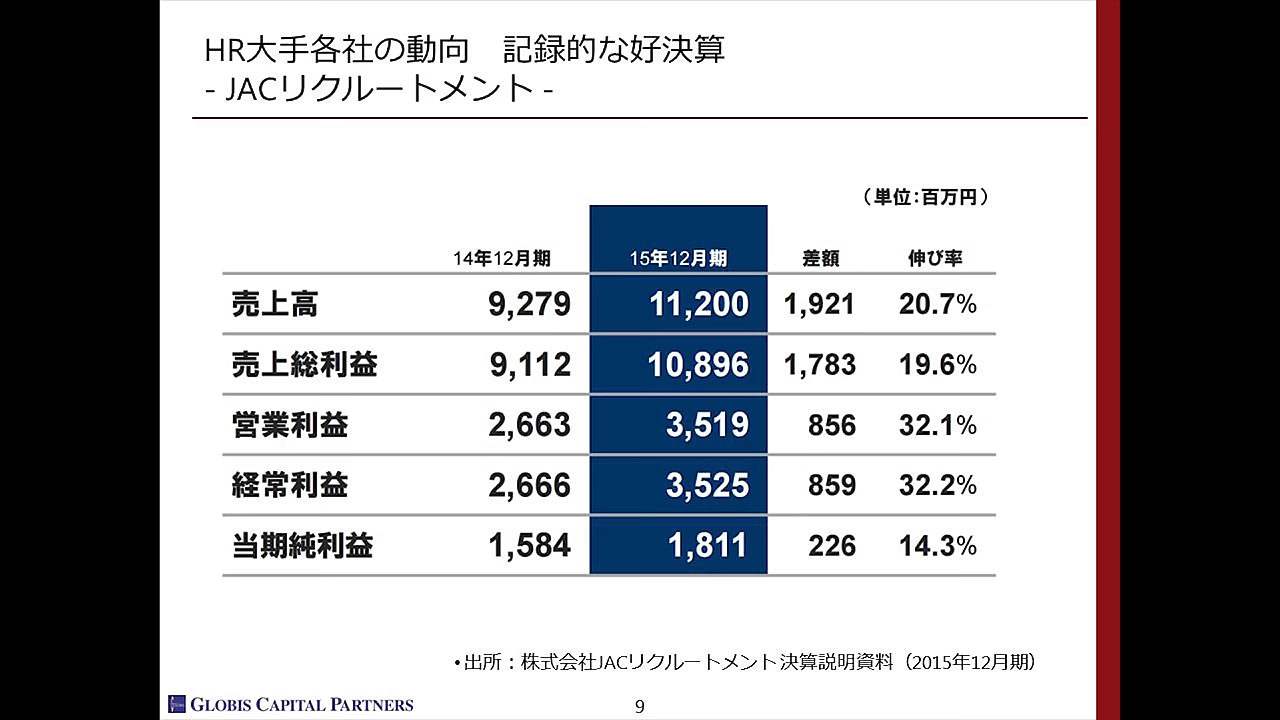 HR大手各社の動向　記録的な好決算
- JACリクルートメント -
（単位：百万円）
14年12月期 15年12月期 差額 伸び率
売上高 9,279 11,200 1,921 20.7%
売上総利益 9,112 10,896 1,783 19.6%
営業利益 2,663 3,519 856 32.1%
経常利益 2,666 3,525 859 32.2%
当期純利益 1,584 1,811 226 14.3%
•出所：株式会社JACリクルートメント 決算説明資料（2015年12月期）
GLOBIS CAPITAL PARTNERS
9